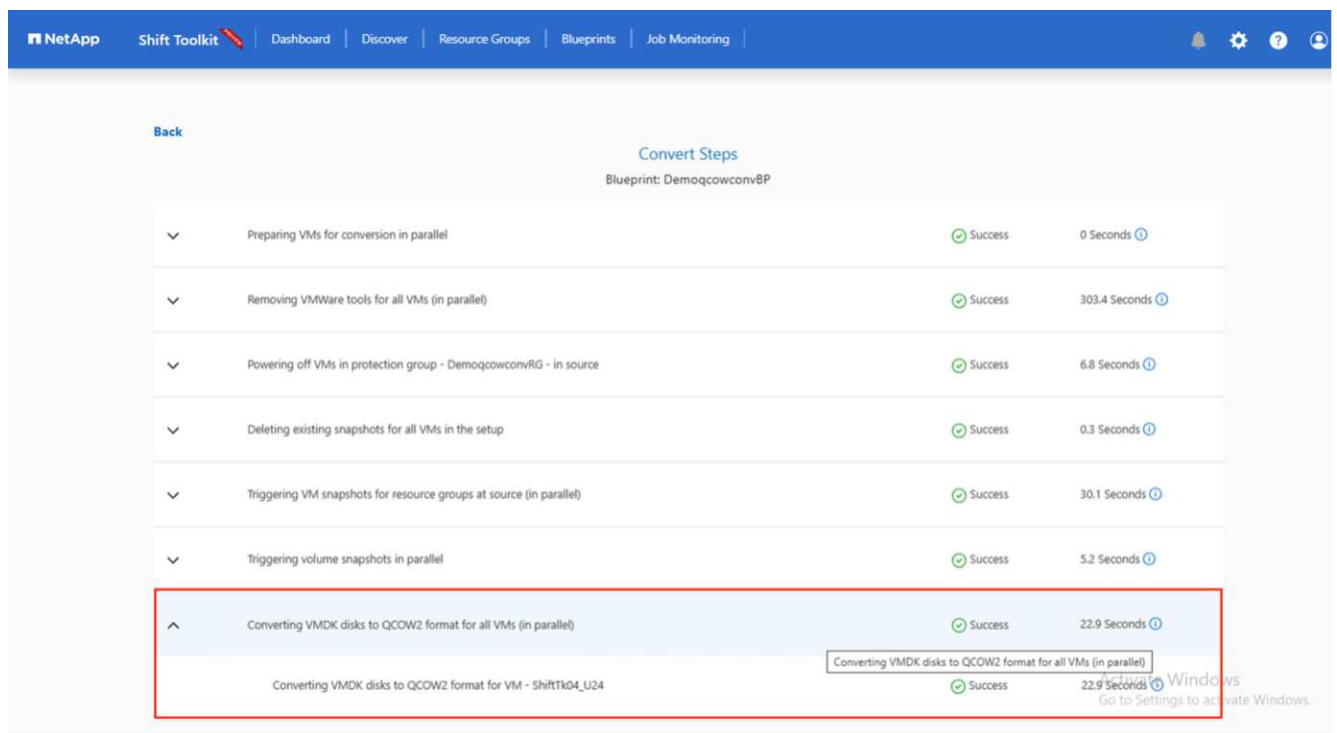 NetApp Shift Toolkit Dashboard Discover Resource Groups Blueprints Job Monitoring
Back
Convert Steps
Blueprint: DemoqcowconvBP
Preparing VMs for conversion in parallel Success 0 Seconds
Removing VMWare tools for all VMs (in parallel) Success 303.4 Seconds
Powering off VMs in protection group - DemoqcowconvRG - in source Success 6.8 Seconds
Deleting existing snapshots for all VMs in the setup Success 0.3 Seconds
Triggering VM snapshots for resource groups at source (in parallel) Success 30.1 Seconds
Triggering volume snapshots in parallel Success 5.2 Seconds
Converting VMDK disks to QCOW2 format for all VMs (in parallel) Success 22.9 Seconds
Converting VMDK disks to QCOW2 format for all VMs (in parallel)
Converting VMDK disks to QCOW2 format for VM - ShiftTk04_U24 Success 22.9 Seconds
Activate Windows
Go to Settings to activate Windows.